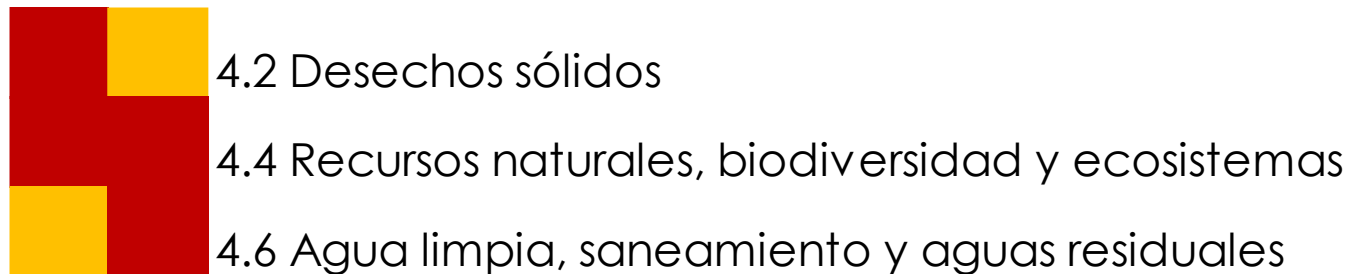 4.2 Desechos sólidos
4.4 Recursos naturales, biodiversidad y ecosistemas
4.6 Agua limpia, saneamiento y aguas residuales